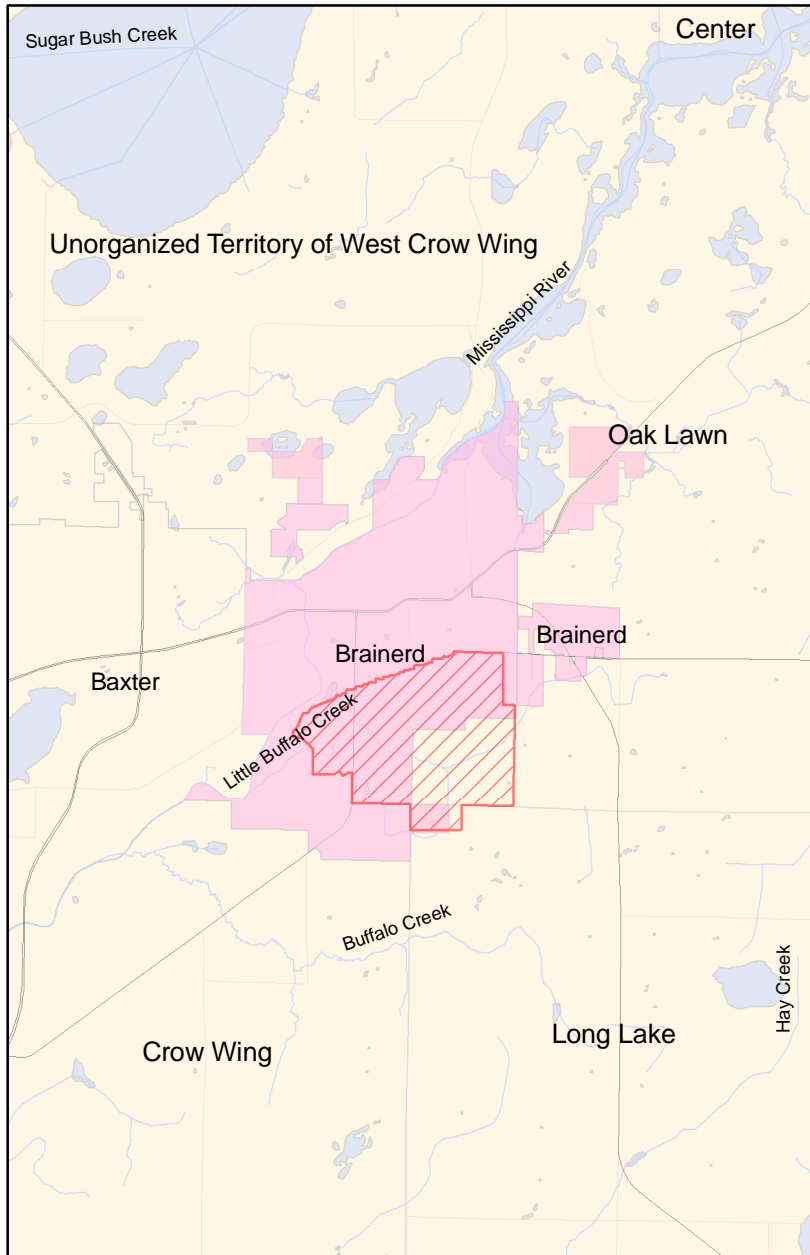 Center
Sugar Bush Creek
Unorganized Territory of West Crow Wing
Mississippi River
Oak Lawn
Brainerd
Brainerd
Baxter
Little Buffalo Creek
Buffalo Creek
Hay Creek
Long Lake
Crow Wing